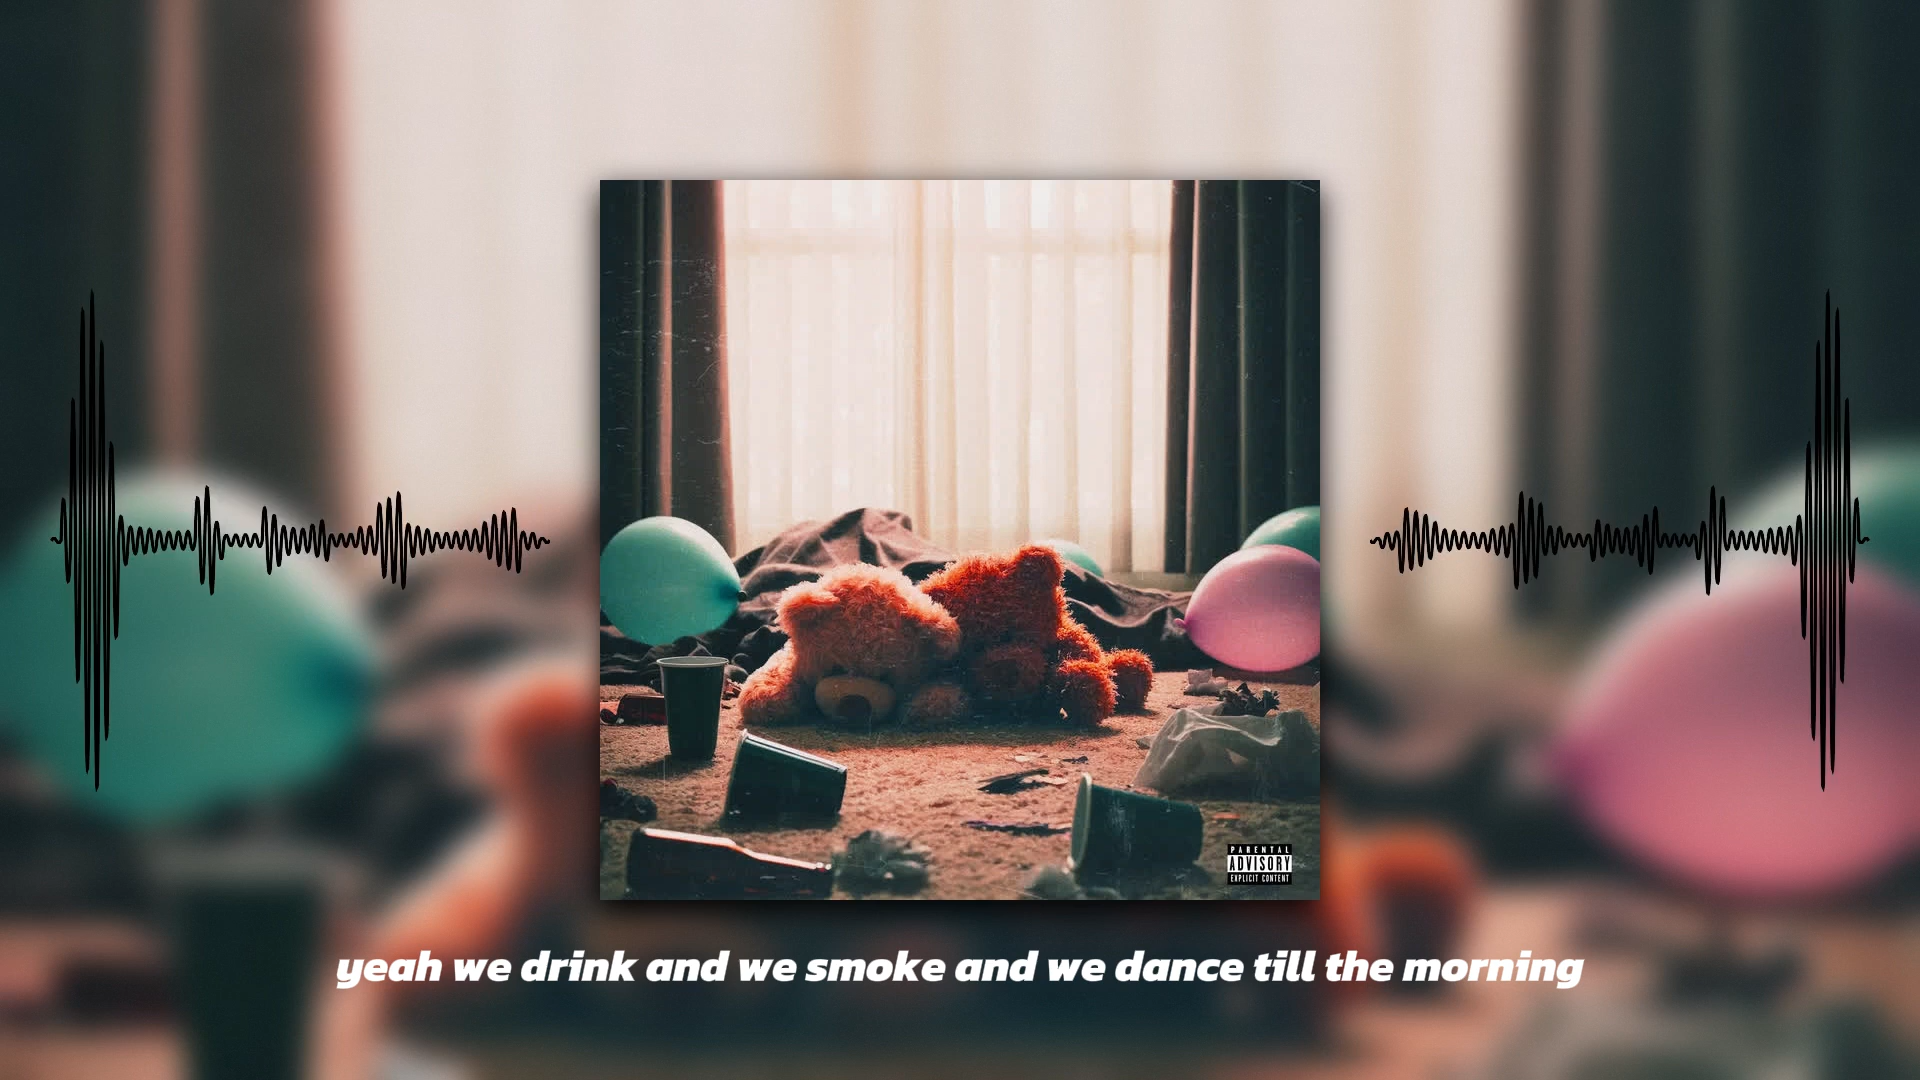 PARENTAL
ADVISORY
EXPLICIT CONTENT
yeah we drink and we smoke and we dance till the morning